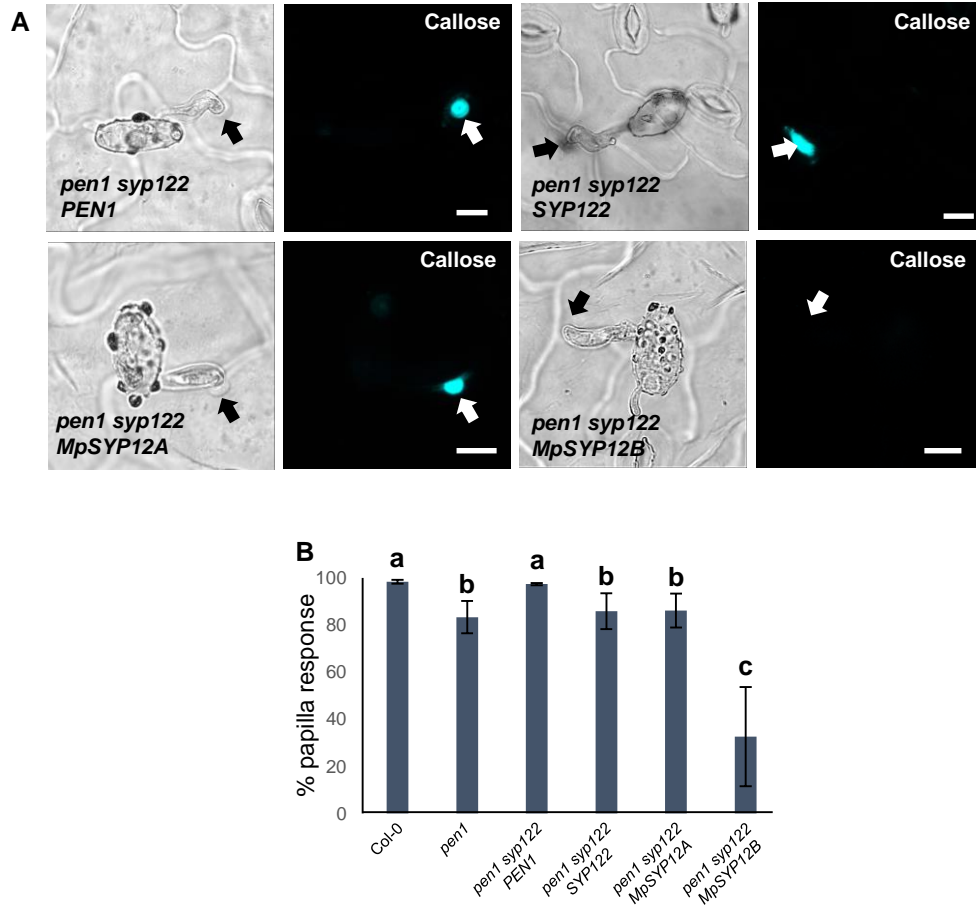 A
Callose
Callose
pen1 syp122
PEN1
pen1 syp122
SYP122
Callose
Callose
pen1 syp122
MpSYP12A
pen1 syp122
MpSYP12B
B
a
b
a
b
b
c
% papilla response
100
80
60
40
20
0
Col-0
pen1
pen1 syp122
PEN1
pen1 syp122
SYP122
pen1 syp122
MpSYP12A
pen1 syp122
MpSYP12B